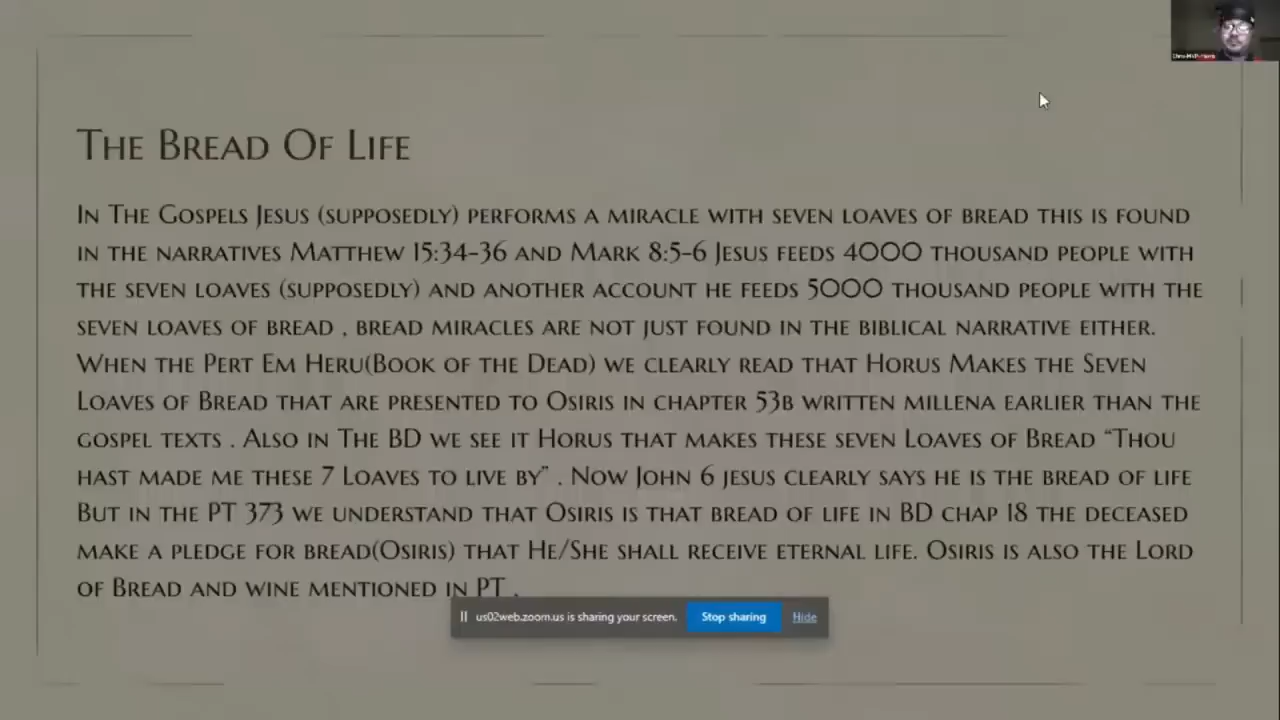 The Bread Of Life
In The Gospels Jesus (supposedly) performs a miracle with seven loaves of bread this is found
in the narratives Matthew 15:34-36 and Mark 8:5-6 Jesus feeds 4000 thousand people with
the seven loaves (supposedly) and another account he feeds 5000 thousand people with the
seven loaves of bread , bread miracles are not just found in the biblical narrative either.
When the Pert Em Heru(Book of the Dead) we clearly read that Horus Makes the Seven
Loaves of Bread that are presented to Osiris in chapter 53b written millena earlier than the
gospel texts . Also in The BD we see it Horus that makes these seven Loaves of Bread “Thou
hast made me these 7 Loaves to live by” . Now John 6 jesus clearly says he is the bread of life
But in the PT 373 we understand that Osiris is that bread of life in BD chap 18 the deceased
make a pledge for bread(Osiris) that He/She shall receive eternal life. Osiris is also the Lord
of Bread and wine mentioned in PT .
us02web.zoom.us is sharing your screen. Stop sharing Hide